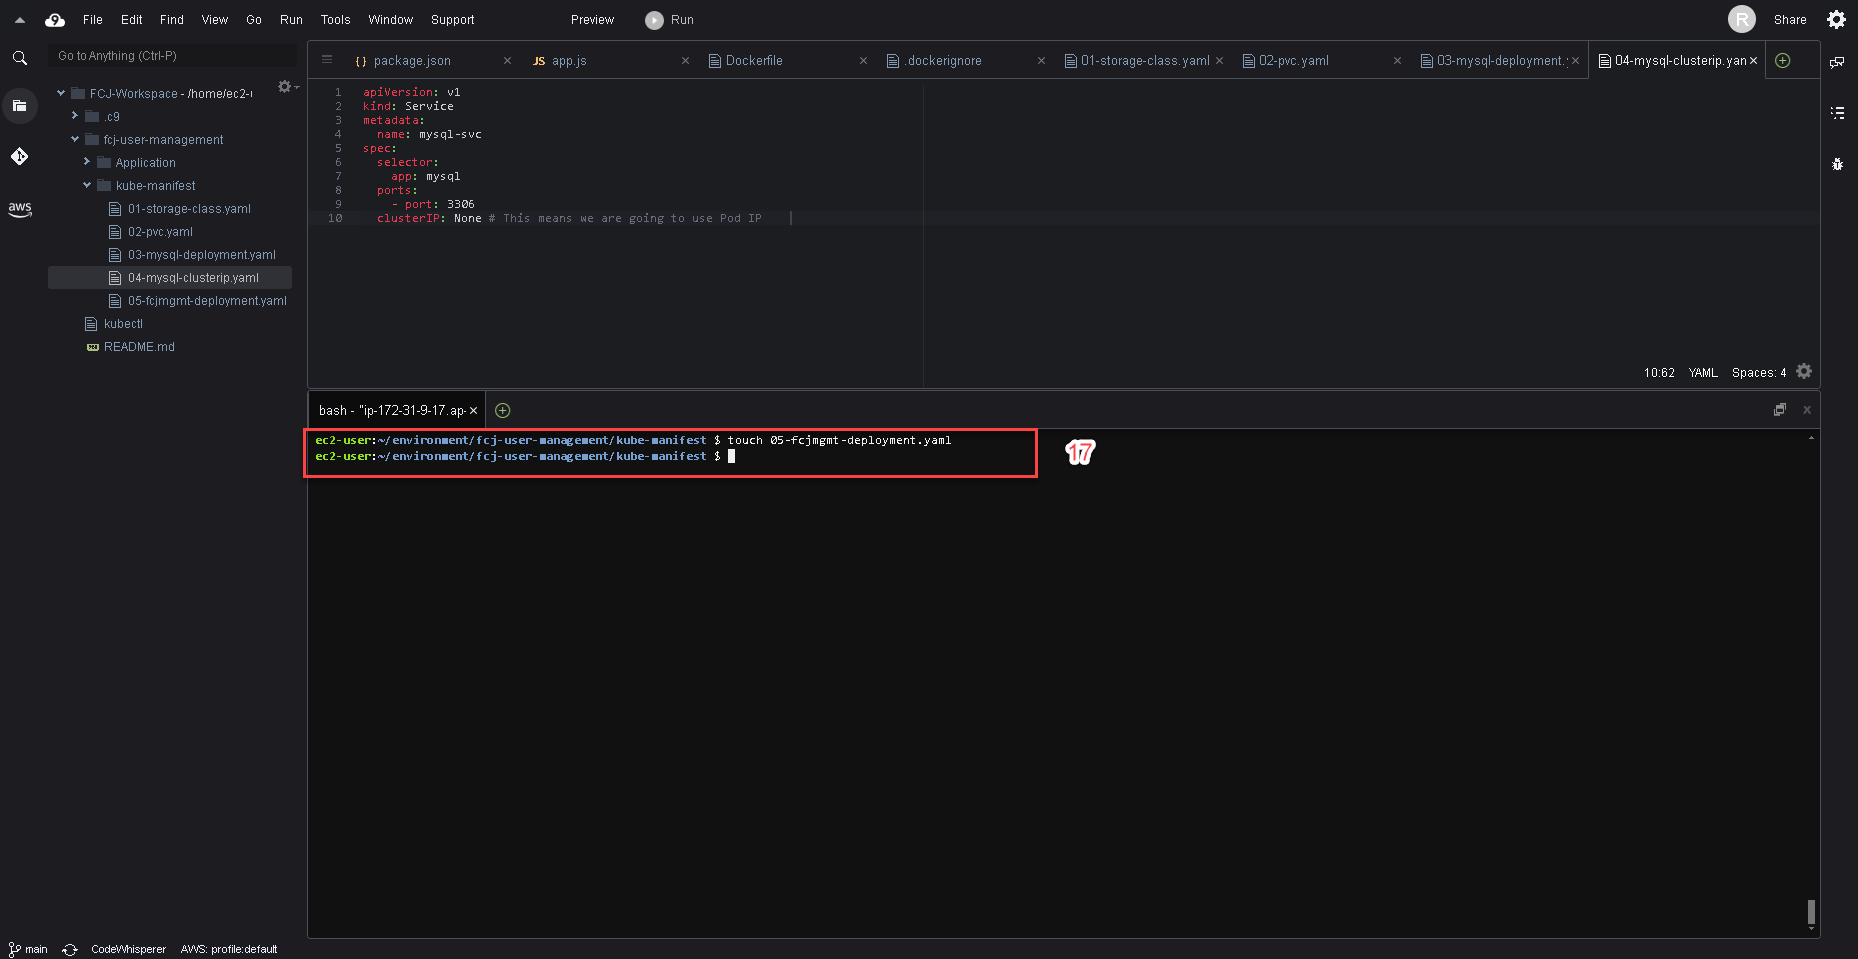 File Edit Find View Go Run Tools Window Support Preview Run R Share
Go to Anything (Ctrl-P)
{} package.json × JS app.js × Dockerfile × .dockerignore × 01-storage-class.yaml × 02-pvc.yaml × 03-mysql-deployment. × 04-mysql-clusterip.yan ×
FCJ-Workspace - /home/ec2-u
.c9
fcj-user-management
Application
kube-manifest
01-storage-class.yaml
02-pvc.yaml
03-mysql-deployment.yaml
04-mysql-clusterip.yaml
05-fcjmgmt-deployment.yaml
kubectl
README.md
aws
1 apiVersion: v1
2 kind: Service
3 metadata:
4 name: mysql-svc
5 spec:
6 selector:
7 app: mysql
8 ports:
9 - port: 3306
10 clusterIP: None # This means we are going to use Pod IP
10:62 YAML Spaces: 4
bash - "ip-172-31-9-17.ap- ×
ec2-user:~/environment/fcj-user-management/kube-manifest $ touch 05-fcjmgmt-deployment.yaml
ec2-user:~/environment/fcj-user-management/kube-manifest $
17
main CodeWhisperer AWS: profile:default